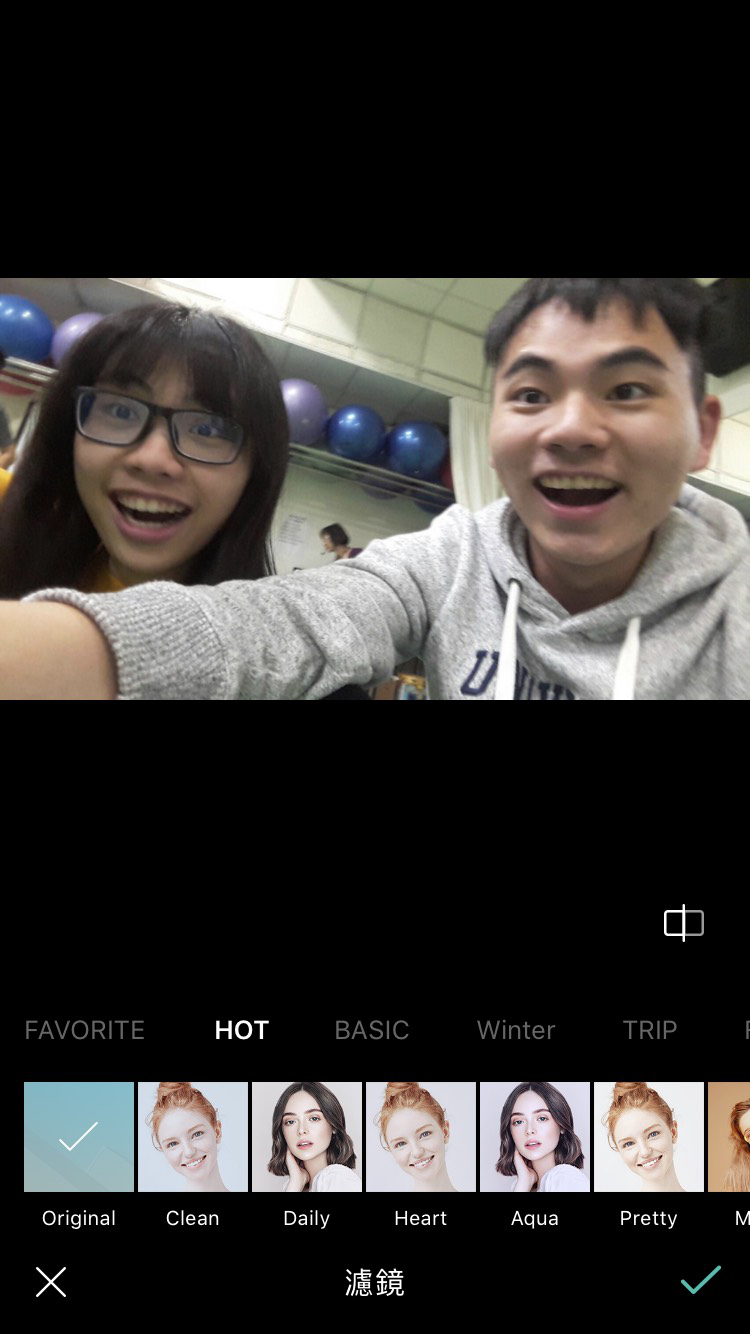 FAVORITE HOT BASIC Winter TRIP
Original Clean Daily Heart Aqua Pretty
濾鏡